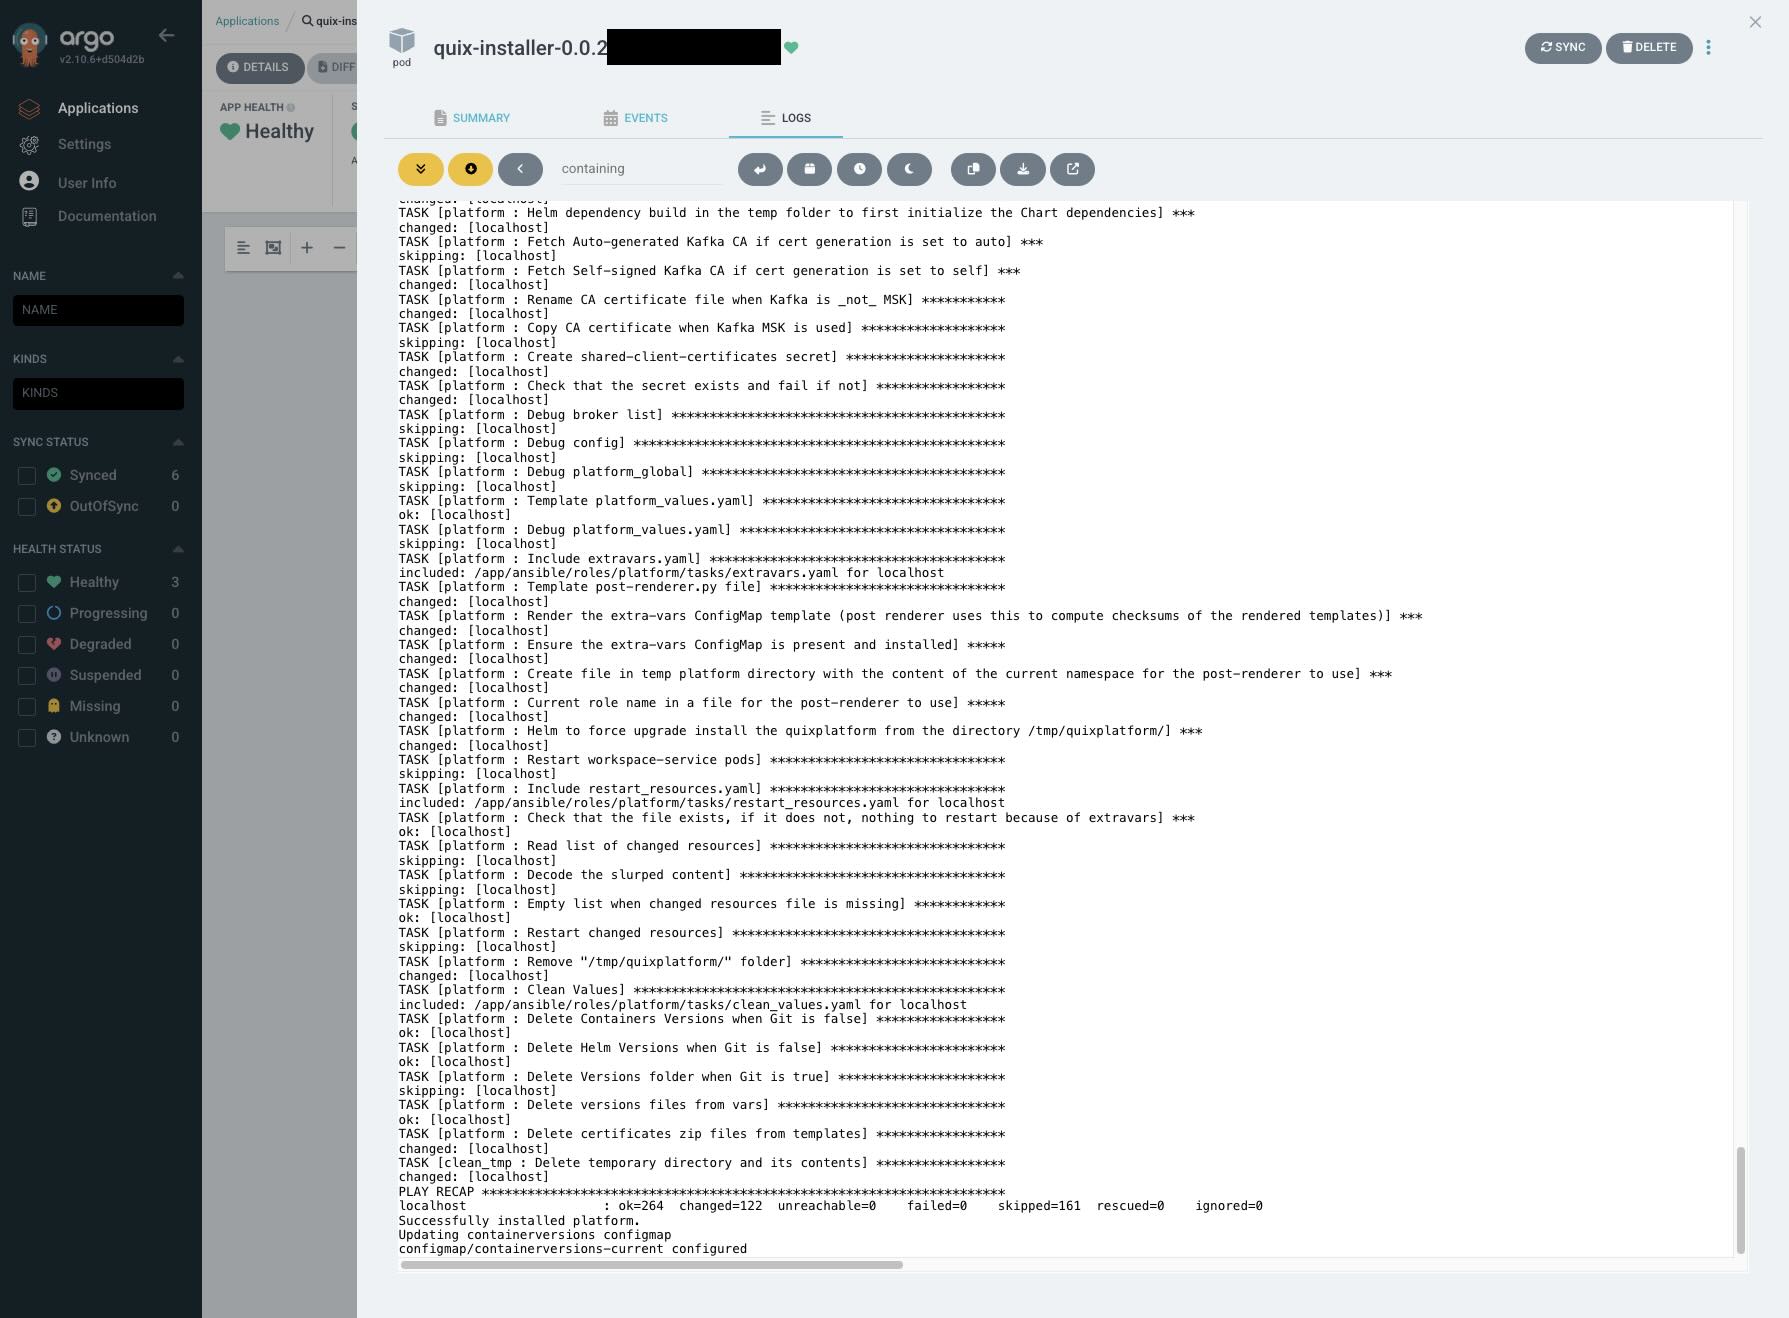 argo
v2.10.6+d504d2b
Applications
Settings
User Info
Documentation
NAME
NAME
KINDS
KINDS
SYNC STATUS
Synced 6
OutOfSync 0
HEALTH STATUS
Healthy 3
Progressing 0
Degraded 0
Suspended 0
Missing 0
Unknown 0
Applications / quix-ins
DETAILS DIFF
APP HEALTH
Healthy
pod
quix-installer-0.0.2
SYNC DELETE
SUMMARY EVENTS LOGS
containing
changed: [localhost]
TASK [platform : Helm dependency build in the temp folder to first initialize the Chart dependencies] ***
changed: [localhost]
TASK [platform : Fetch Auto-generated Kafka CA if cert generation is set to auto] ***
skipping: [localhost]
TASK [platform : Fetch Self-signed Kafka CA if cert generation is set to self] ***
changed: [localhost]
TASK [platform : Rename CA certificate file when Kafka is _not_ MSK] ***********
changed: [localhost]
TASK [platform : Copy CA certificate when Kafka MSK is used] *******************
skipping: [localhost]
TASK [platform : Create shared-client-certificates secret] *********************
changed: [localhost]
TASK [platform : Check that the secret exists and fail if not] *****************
changed: [localhost]
TASK [platform : Debug broker list] ********************************************
skipping: [localhost]
TASK [platform : Debug config] *************************************************
skipping: [localhost]
TASK [platform : Debug platform_global] ****************************************
skipping: [localhost]
TASK [platform : Template platform_values.yaml] ********************************
ok: [localhost]
TASK [platform : Debug platform_values.yaml] ***********************************
skipping: [localhost]
TASK [platform : Include extravars.yaml] ***************************************
included: /app/ansible/roles/platform/tasks/extravars.yaml for localhost
TASK [platform : Template post-renderer.py file] *******************************
changed: [localhost]
TASK [platform : Render the extra-vars ConfigMap template (post renderer uses this to compute checksums of the rendered templates)] ***
changed: [localhost]
TASK [platform : Ensure the extra-vars ConfigMap is present and installed] *****
changed: [localhost]
TASK [platform : Create file in temp platform directory with the content of the current namespace for the post-renderer to use] ***
changed: [localhost]
TASK [platform : Current role name in a file for the post-renderer to use] *****
changed: [localhost]
TASK [platform : Helm to force upgrade install the quixplatform from the directory /tmp/quixplatform/] ***
changed: [localhost]
TASK [platform : Restart workspace-service pods] *******************************
skipping: [localhost]
TASK [platform : Include restart_resources.yaml] *******************************
included: /app/ansible/roles/platform/tasks/restart_resources.yaml for localhost
TASK [platform : Check that the file exists, if it does not, nothing to restart because of extravars] ***
ok: [localhost]
TASK [platform : Read list of changed resources] *******************************
skipping: [localhost]
TASK [platform : Decode the slurped content] ***********************************
skipping: [localhost]
TASK [platform : Empty list when changed resources file is missing] ************
ok: [localhost]
TASK [platform : Restart changed resources] ************************************
skipping: [localhost]
TASK [platform : Remove "/tmp/quixplatform/" folder] ***************************
changed: [localhost]
TASK [platform : Clean Values] *************************************************
included: /app/ansible/roles/platform/tasks/clean_values.yaml for localhost
TASK [platform : Delete Containers Versions when Git is false] *****************
ok: [localhost]
TASK [platform : Delete Helm Versions when Git is false] ***********************
ok: [localhost]
TASK [platform : Delete Versions folder when Git is true] **********************
skipping: [localhost]
TASK [platform : Delete versions files from vars] ******************************
ok: [localhost]
TASK [platform : Delete certificates zip files from templates] *****************
changed: [localhost]
TASK [clean_tmp : Delete temporary directory and its contents] *****************
changed: [localhost]
PLAY RECAP *********************************************************************
localhost                  : ok=264  changed=122  unreachable=0    failed=0    skipped=161  rescued=0    ignored=0
Successfully installed platform.
Updating containerversions configmap
configmap/containerversions-current configured